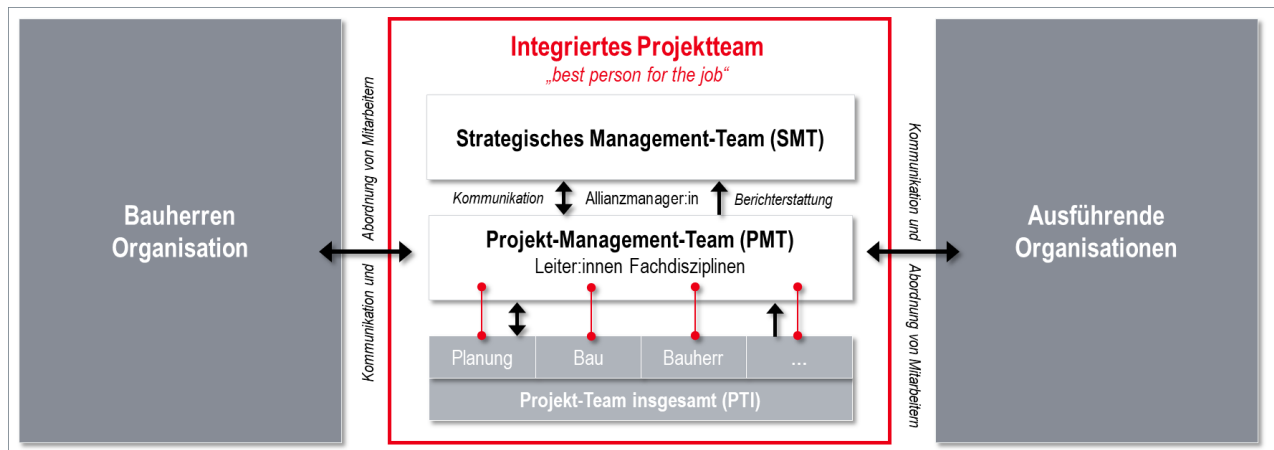 Bauherren
Organisation
Kommunikation und Abordnung von Mitarbeitern
Integriertes Projektteam
„best person for the job“
Strategisches Management-Team (SMT)
Kommunikation Allianzmanager:in Berichterstattung
Projekt-Management-Team (PMT)
Leiter:innen Fachdisziplinen
Planung Bau Bauherr ...
Projekt-Team insgesamt (PTI)
Kommunikation und Abordnung von Mitarbeitern
Ausführende
Organisationen